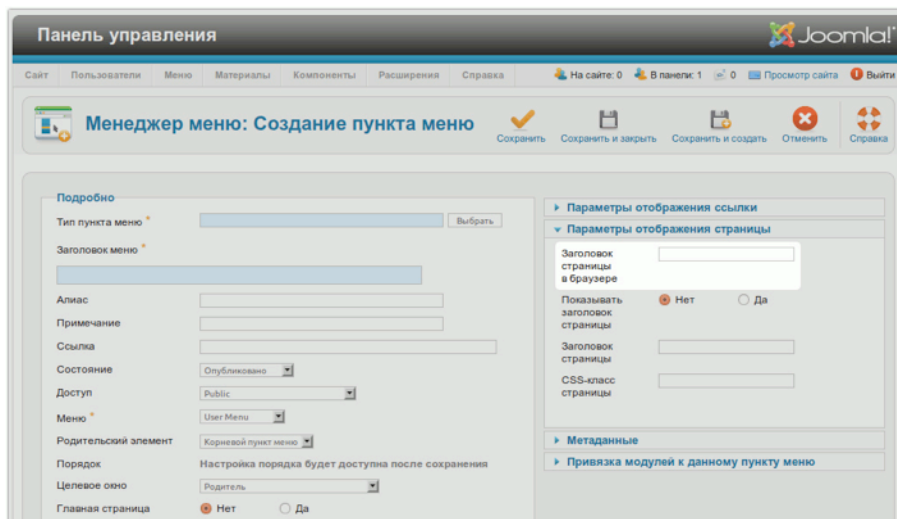 Панель управления
Joomla!
Сайт Пользователи Меню Материалы Компоненты Расширения Справка На сайте: 0 В панели: 1 0 Просмотр сайта Выйти
Менеджер меню: Создание пункта меню
Сохранить Сохранить и закрыть Сохранить и создать Отменить Справка
Подробно
Тип пункта меню * Выбрать
Заголовок меню *
Алиас
Примечание
Ссылка
Состояние Опубликовано
Доступ Public
Меню * User Menu
Родительский элемент Корневой пункт меню
Порядок Настройка порядка будет доступна после сохранения
Целевое окно Родитель
Главная страница Нет Да
Параметры отображения ссылки
Параметры отображения страницы
Заголовок
страницы
в браузере
Показывать Нет Да
заголовок
страницы
Заголовок
страницы
CSS-класс
страницы
Метаданные
Привязка модулей к данному пункту меню